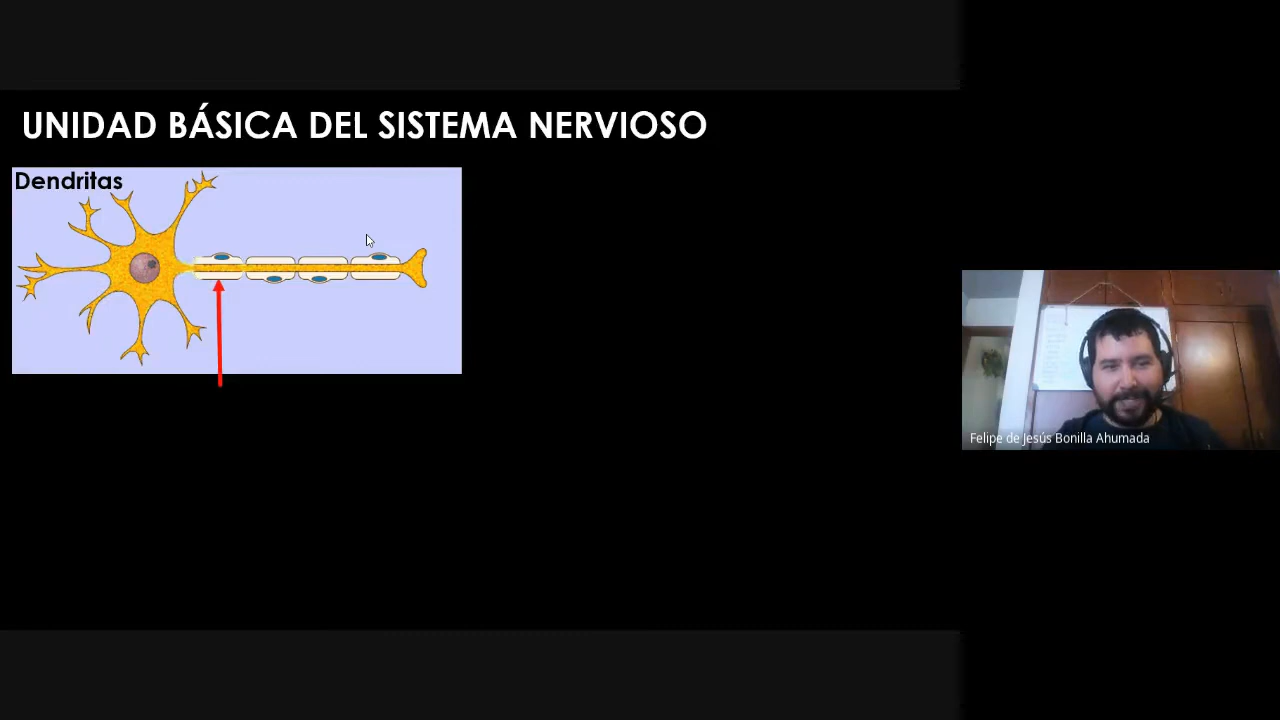 UNIDAD BÁSICA DEL SISTEMA NERVIOSO
Dendritas
Felipe de Jesús Bonilla Ahumada